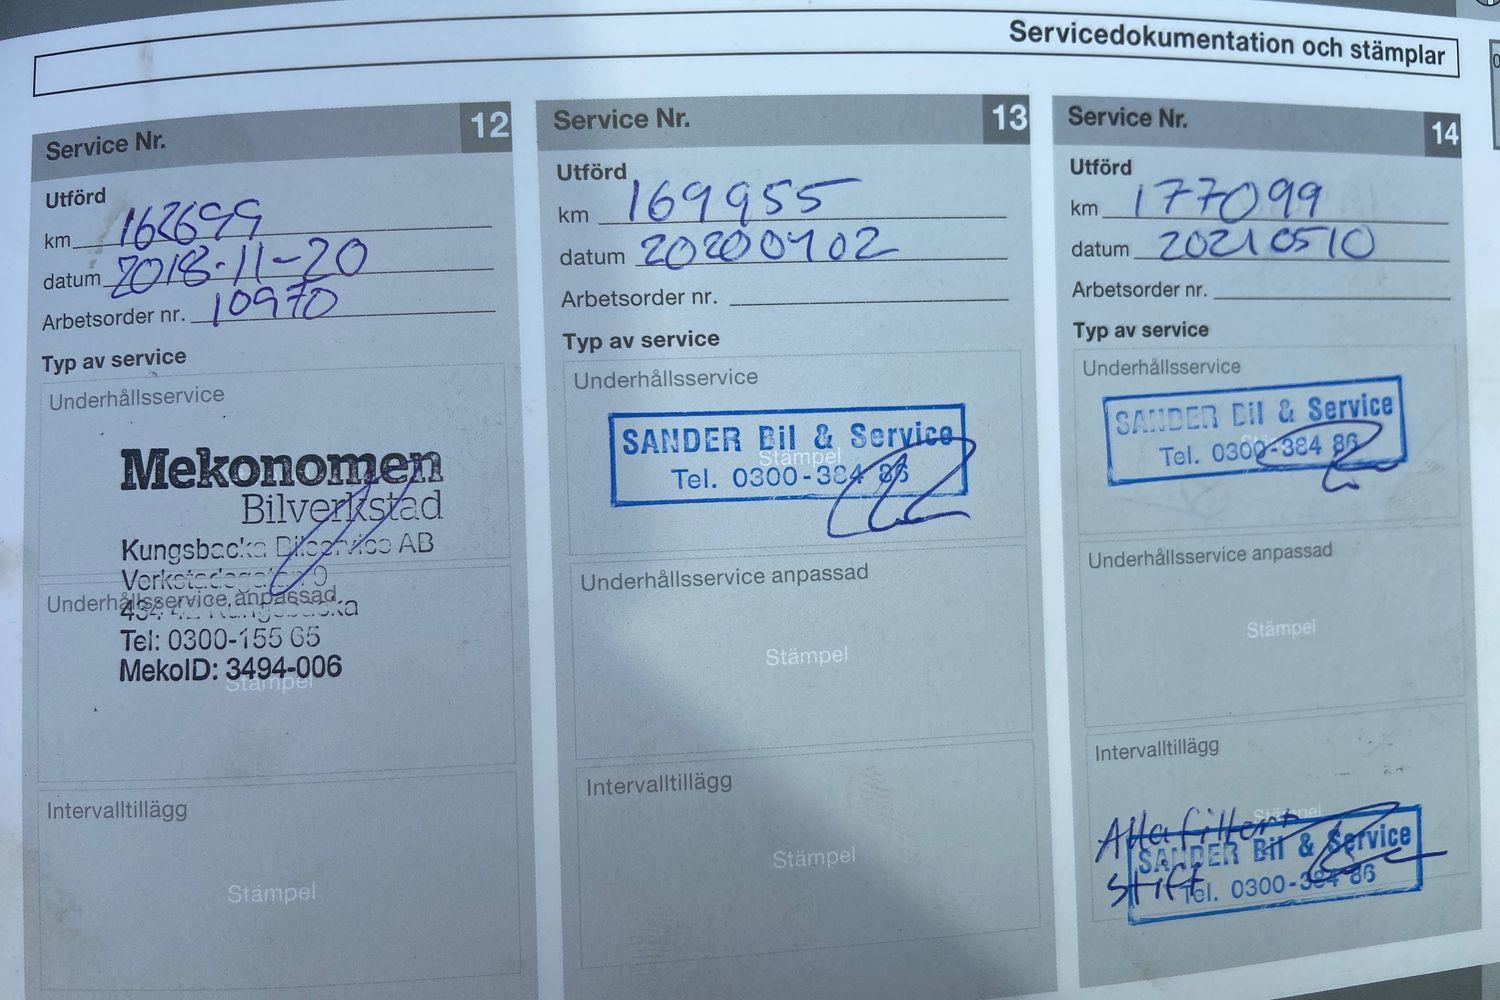 Servicedokumentation och stämplar
Service Nr. 12
Utförd
km 162699
datum 2018-11-20
Arbetsorder nr. 10970
Typ av service
Underhållsservice
Mekonomen
Bilverkstad
Kungsbacka Bilservice AB
Underhållsservice anpassad
Tel: 0300-155 65
MekoID: 3494-006
Stämpel
Intervalltillägg
Stämpel
Service Nr. 13
Utförd
km 169955
datum 20200702
Arbetsorder nr.
Typ av service
Underhållsservice
SANDER Bil & Service
Stämpel
Tel. 0300-384 86
Underhållsservice anpassad
Stämpel
Intervalltillägg
Stämpel
Service Nr. 14
Utförd
km 177099
datum 20210510
Arbetsorder nr.
Typ av service
Underhållsservice
SANDER Bil & Service
Tel. 0300-384 86
Underhållsservice anpassad
Stämpel
Intervalltillägg
Stämpel
Alla filter +
SANDER Bil & Service
stift
Tel. 0300-384 86